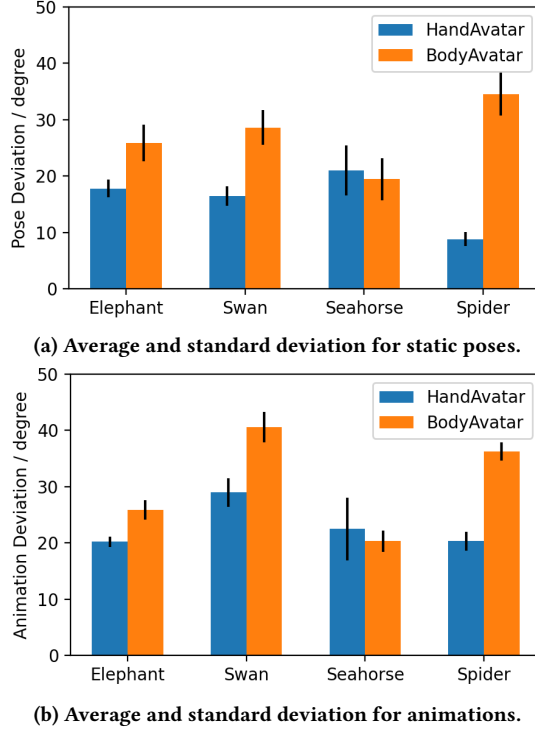 50
40
30
20
10
0
Pose Deviation / degree
HandAvatar
BodyAvatar
Elephant Swan Seahorse Spider
(a) Average and standard deviation for static poses.
50
40
30
20
10
0
Animation Deviation / degree
HandAvatar
BodyAvatar
Elephant Swan Seahorse Spider
(b) Average and standard deviation for animations.